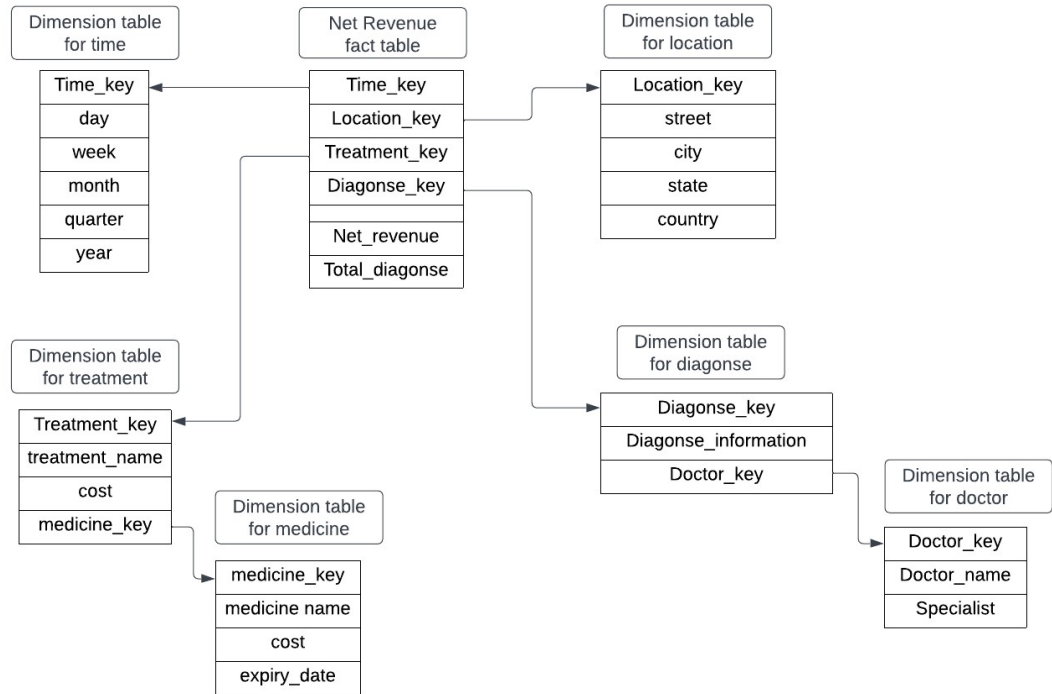 Dimension table
for time
Time_key
day
week
month
quarter
year
Net Revenue
fact table
Time_key
Location_key
Treatment_key
Diagonse_key
Net_revenue
Total_diagonse
Dimension table
for location
Location_key
street
city
state
country
Dimension table
for treatment
Treatment_key
treatment_name
cost
medicine_key
Dimension table
for medicine
medicine_key
medicine name
cost
expiry_date
Dimension table
for diagonse
Diagonse_key
Diagonse_information
Doctor_key
Dimension table
for doctor
Doctor_key
Doctor_name
Specialist